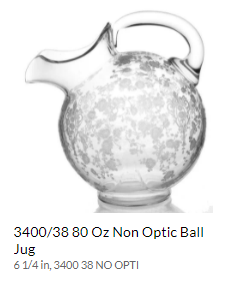 3400/38 80 Oz Non Optic Ball
Jug
6 1/4 in, 3400 38 NO OPTI